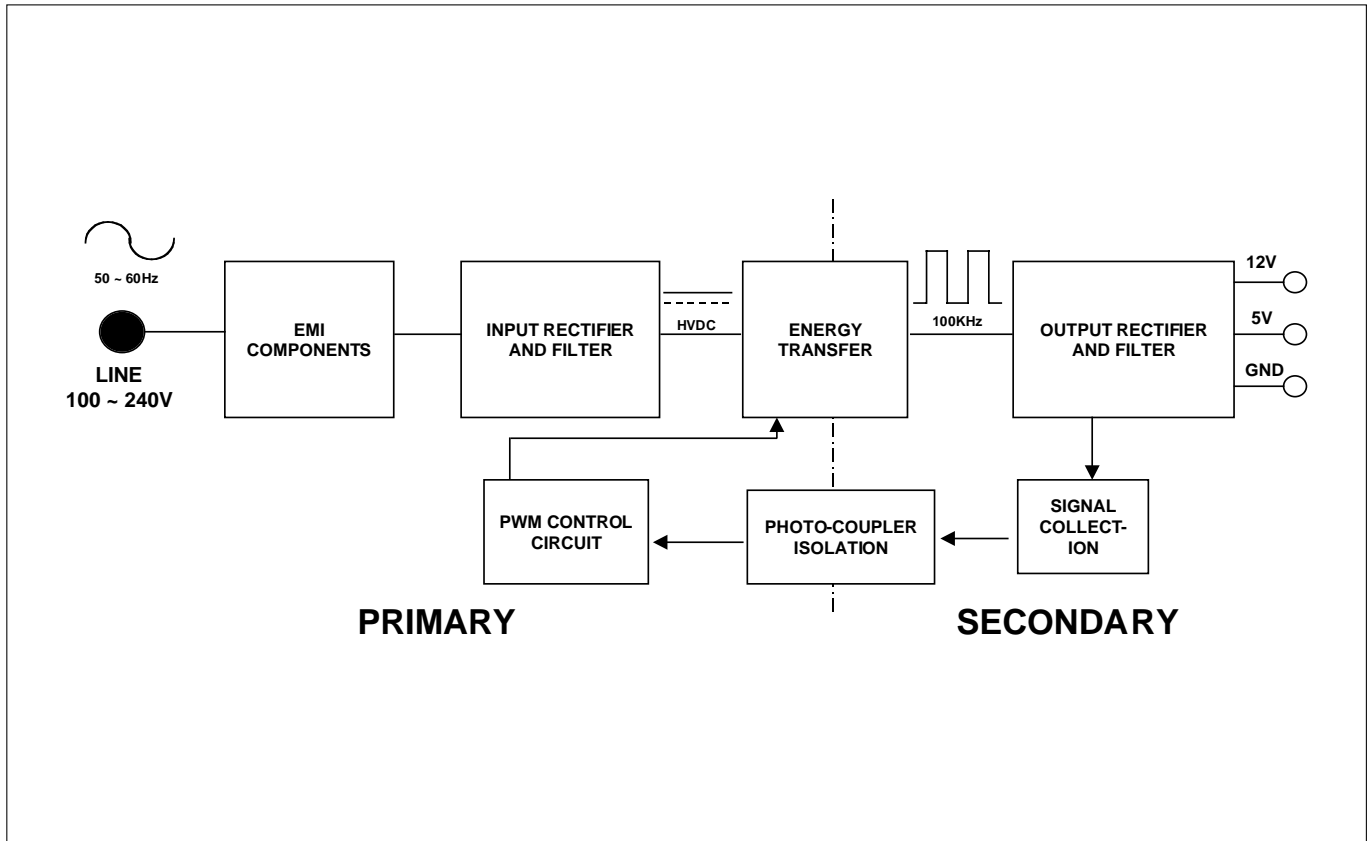 50 ~ 60Hz
LINE
100 ~ 240V
EMI
COMPONENTS
INPUT RECTIFIER
AND FILTER
HVDC
ENERGY
TRANSFER
100KHz
OUTPUT RECTIFIER
AND FILTER
12V
5V
GND
PWM CONTROL
CIRCUIT
PHOTO-COUPLER
ISOLATION
SIGNAL
COLLECT-
ION
PRIMARY
SECONDARY